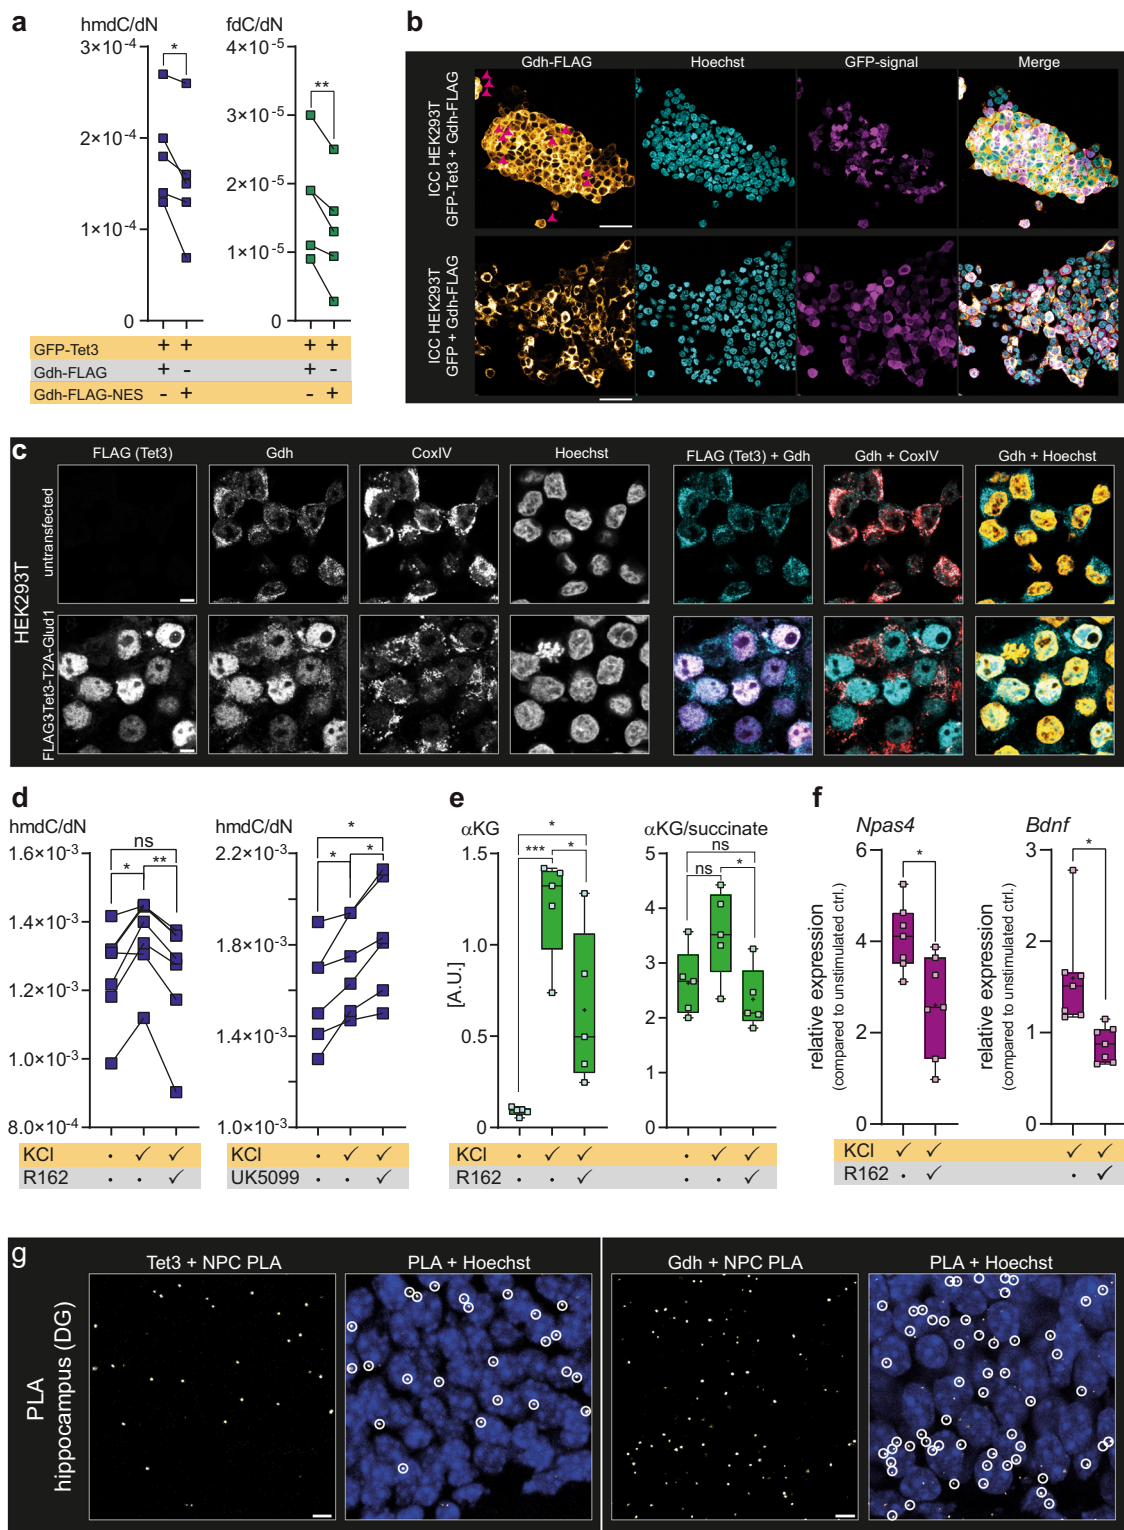 a
hmdC/dN
3×10⁻⁴
2×10⁻⁴
1×10⁻⁴
0
*
fdC/dN
4×10⁻⁵
3×10⁻⁵
2×10⁻⁵
1×10⁻⁵
0
**
GFP-Tet3 + + + +
Gdh-FLAG + - + -
Gdh-FLAG-NES - + - +
b
Gdh-FLAG Hoechst GFP-signal Merge
ICC HEK293T
GFP-Tet3 + Gdh-FLAG
ICC HEK293T
GFP + Gdh-FLAG
c
FLAG (Tet3) Gdh CoxIV Hoechst FLAG (Tet3) + Gdh Gdh + CoxIV Gdh + Hoechst
HEK293T
untransfected
FLAG3Tet3-T2A-Glud1
d
hmdC/dN
1.6×10⁻³
1.4×10⁻³
1.2×10⁻³
1.0×10⁻³
8.0×10⁻⁴
ns
* **
KCl · ✓ ✓
R162 · · ✓
hmdC/dN
2.2×10⁻³
1.8×10⁻³
1.4×10⁻³
1.0×10⁻³
*
* *
KCl · ✓ ✓
UK5099 · · ✓
e
αKG
[A.U.]
1.5
1.0
0.5
0
*
*** *
αKG/succinate
5
4
3
2
1
0
ns
ns *
KCl · ✓ ✓ · ✓ ✓
R162 · · ✓ · · ✓
f
Npas4
relative expression
(compared to unstimulated ctrl.)
6
4
2
0
*
Bdnf
relative expression
(compared to unstimulated ctrl.)
3
2
1
0
*
KCl ✓ ✓ ✓ ✓
R162 · ✓ · ✓
g
Tet3 + NPC PLA PLA + Hoechst Gdh + NPC PLA PLA + Hoechst
PLA
hippocampus (DG)